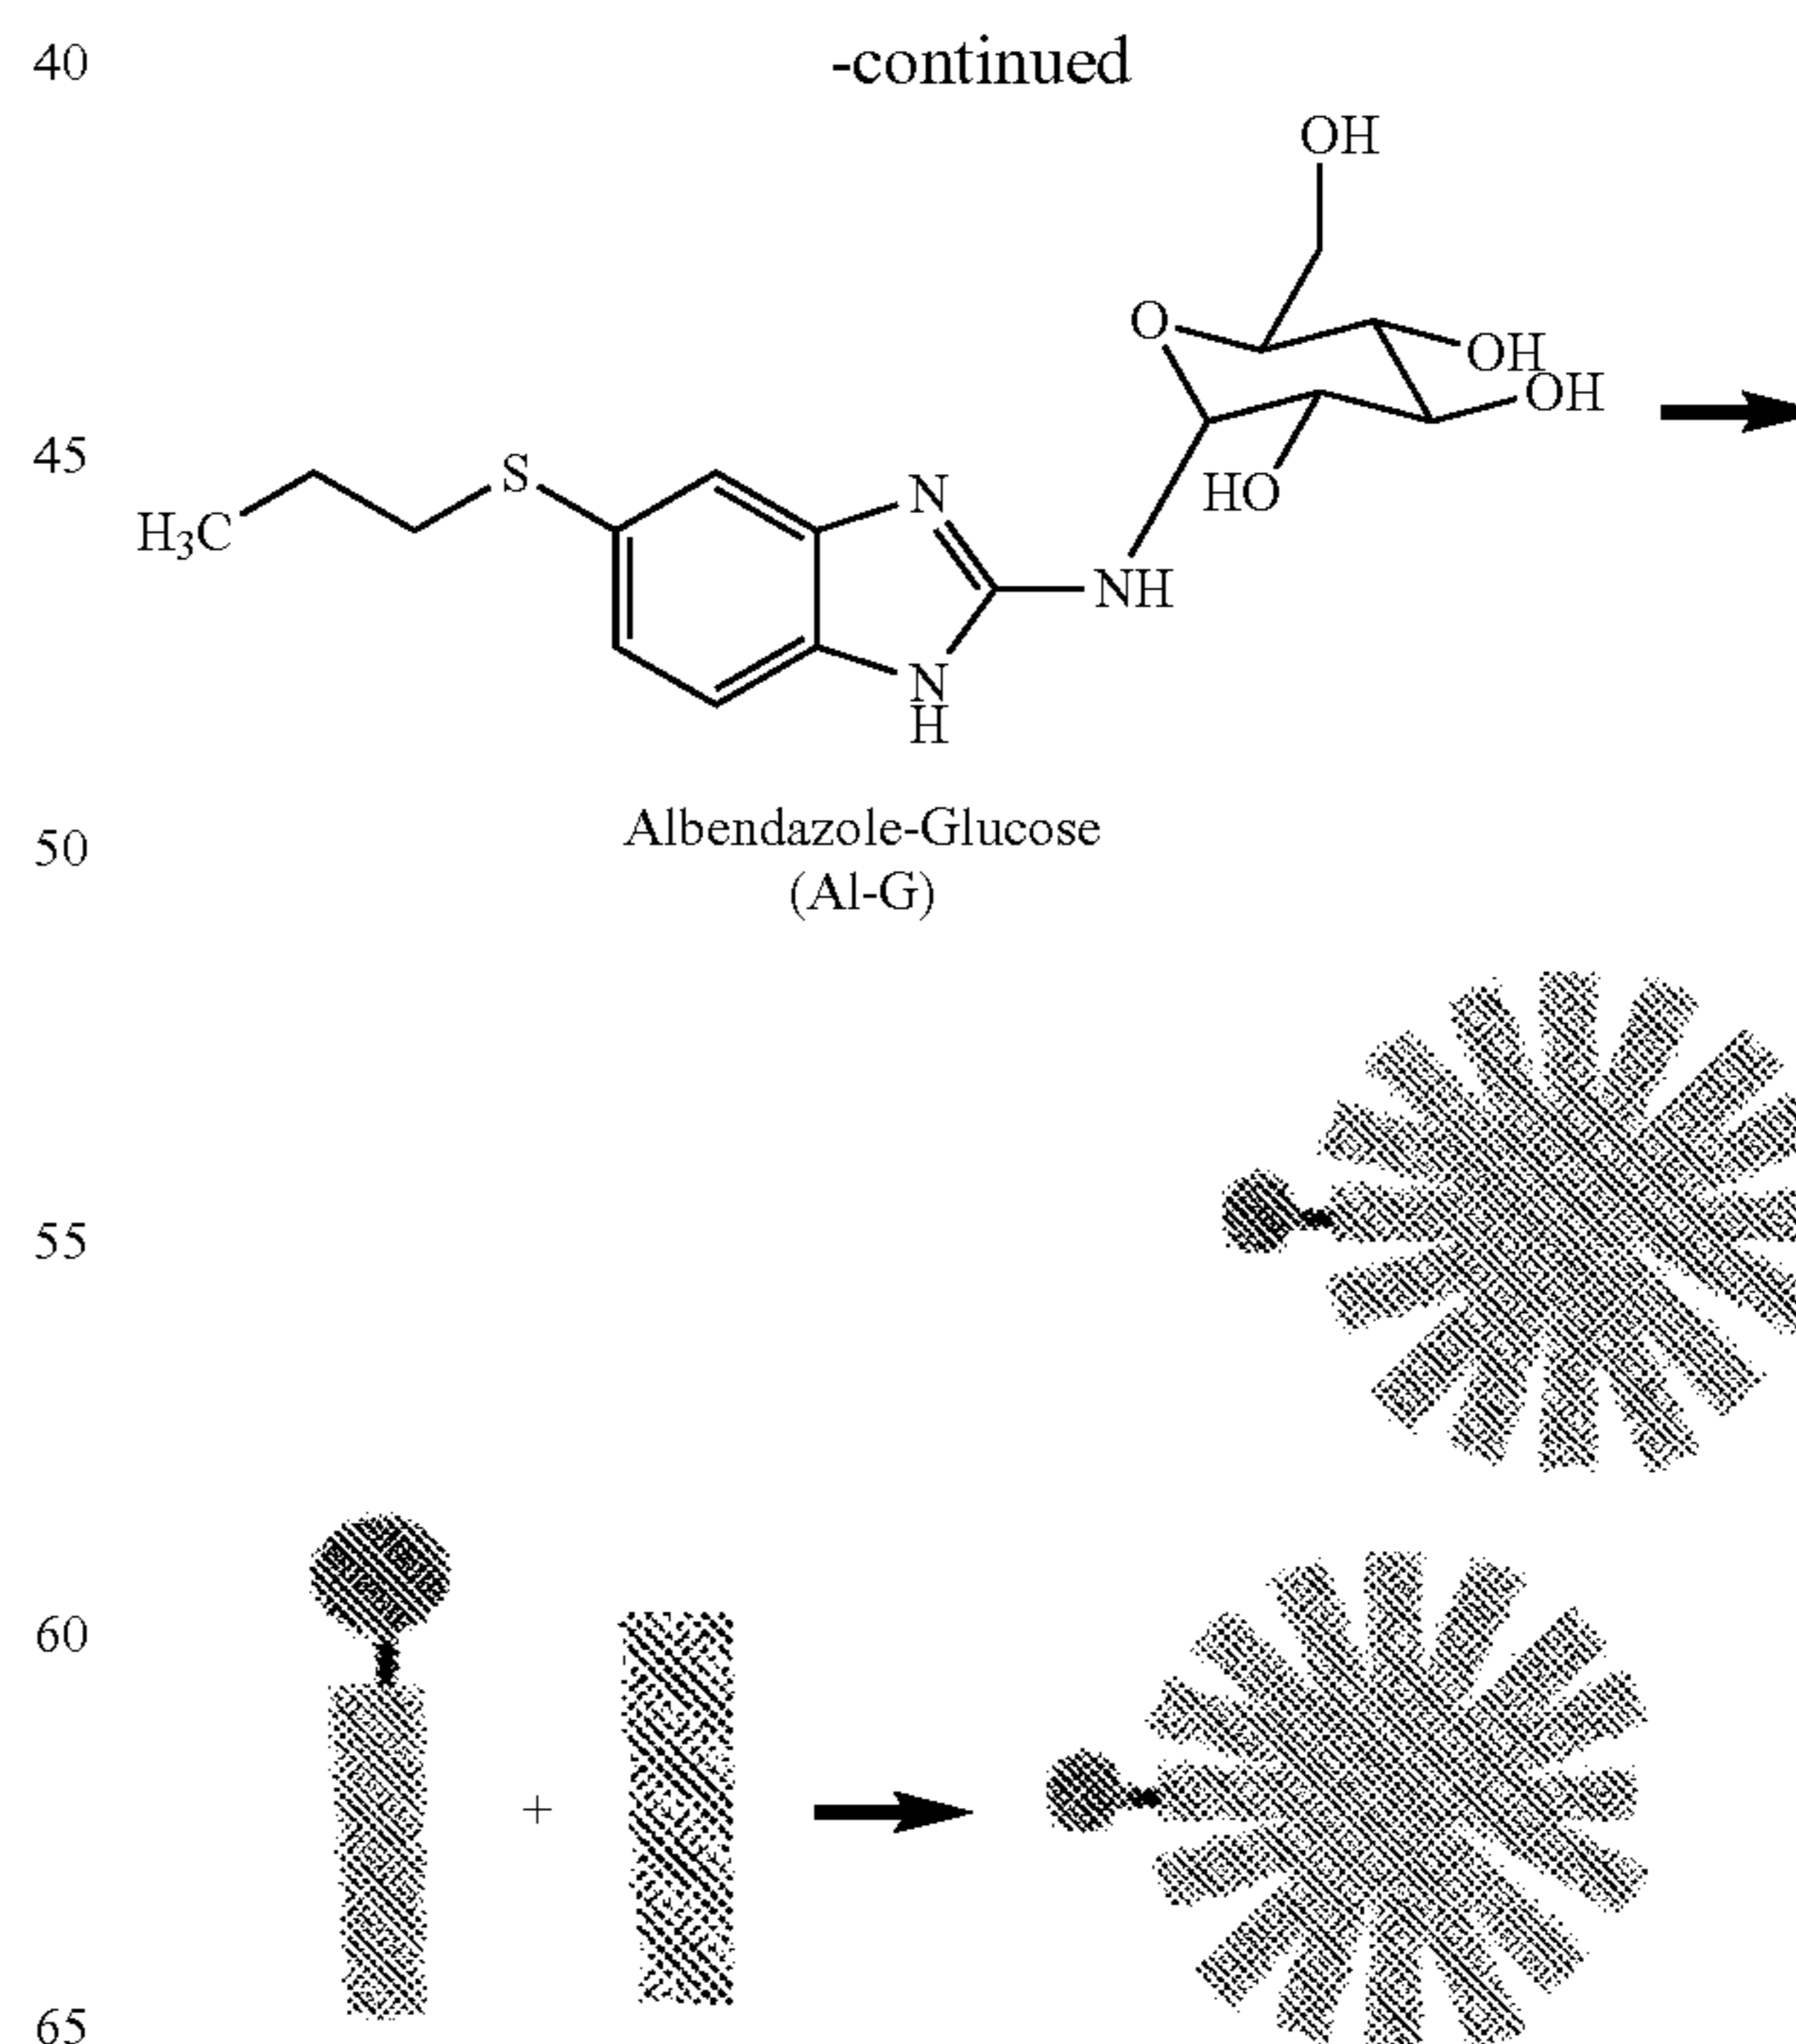 40
-continued
OH
O
OH
OH
45
S
N
HO
H₃C
NH
N
H
Albendazole-Glucose
50
(Al-G)
55
60
+
65